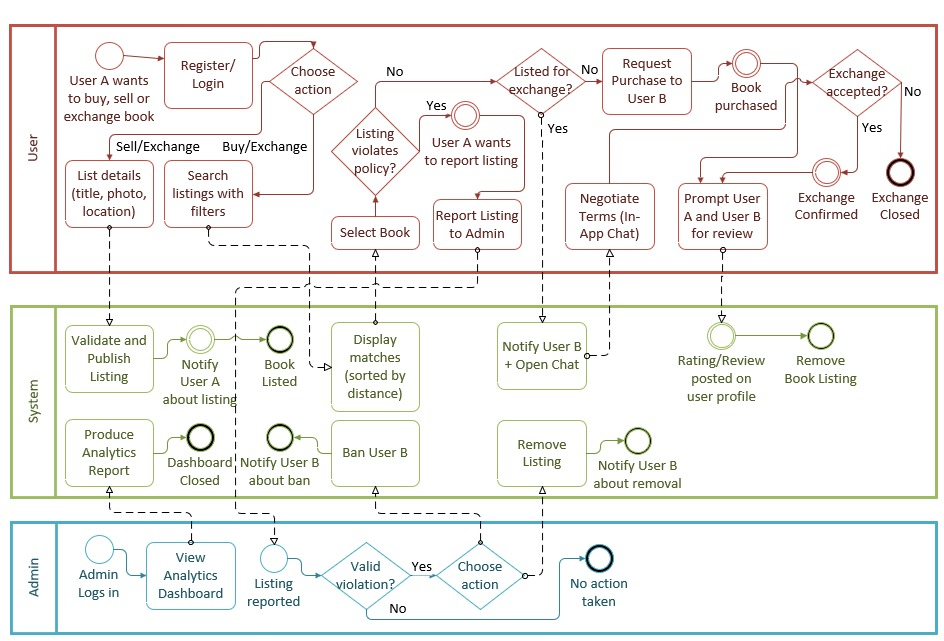 User
User A wants
to buy, sell or
exchange book
Register/
Login
Choose
action
Sell/Exchange
Buy/Exchange
List details
(title, photo,
location)
Search
listings with
filters
No
Listing
violates
policy?
Yes
User A wants
to report listing
Select Book
Report Listing
to Admin
Listed for
exchange?
No
Yes
Request
Purchase to
User B
Book
purchased
Negotiate
Terms (In-
App Chat)
Exchange
accepted?
No
Yes
Prompt User
A and User B
for review
Exchange
Confirmed
Exchange
Closed
System
Validate and
Publish
Listing
Notify
User A
about listing
Book
Listed
Display
matches
(sorted by
distance)
Notify User B
+ Open Chat
Rating/Review
posted on
user profile
Remove
Book Listing
Produce
Analytics
Report
Dashboard
Closed
Notify User B
about ban
Ban User B
Remove
Listing
Notify User B
about removal
Admin
Admin
Logs in
View
Analytics
Dashboard
Listing
reported
Valid
violation?
Yes
No
Choose
action
No action
taken